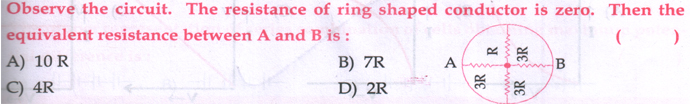 Observe the circuit. The resistance of ring shaped conductor is zero. Then the
equivalent resistance between A and B is : ( )
A) 10 R B) 7R
C) 4R D) 2R
A R 3R B
3R 3R